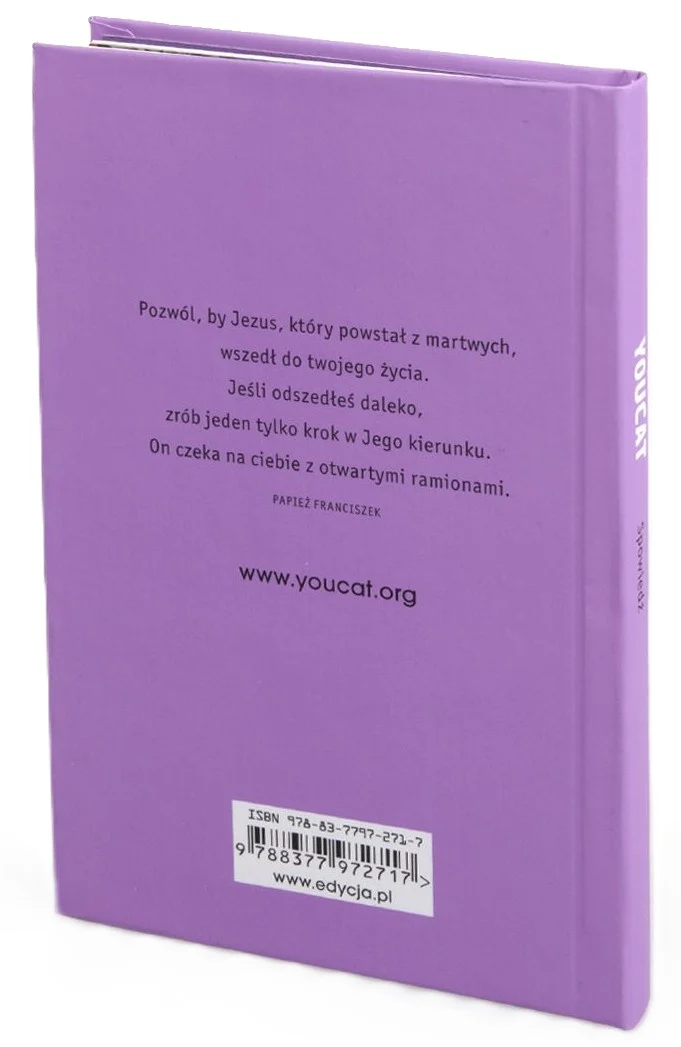 Pozwól, by Jezus, który powstał z martwych,
wszedł do twojego życia.
Jeśli odszedłeś daleko,
zrób jeden tylko krok w Jego kierunku.
On czeka na ciebie z otwartymi ramionami.
PAPIEŻ FRANCISZEK
www.youcat.org
ISBN 978-83-7797-271-7
9 788377 972717 >
www.edycja.pl
YOUCAT Spowiedź